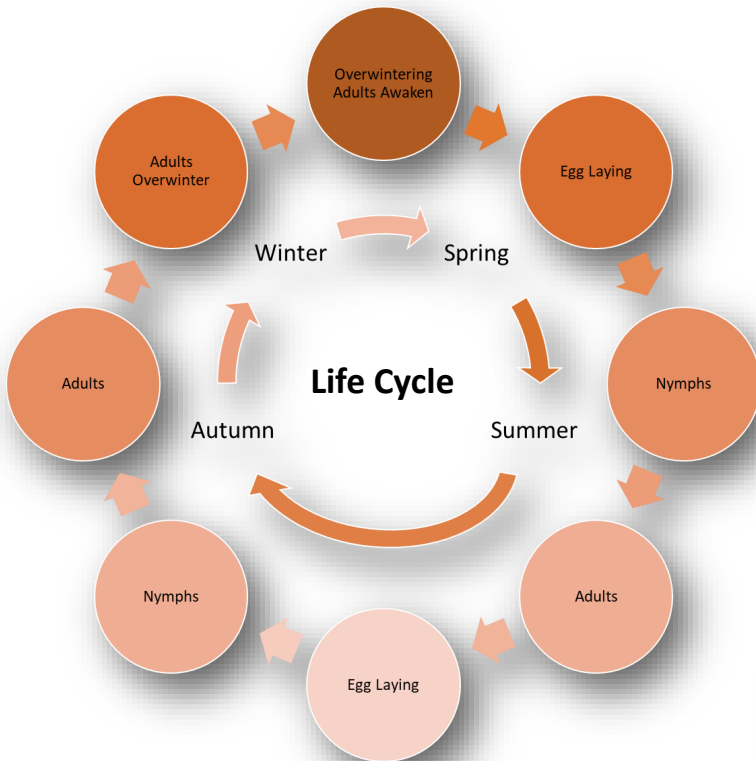 Overwintering
Adults Awaken
Egg Laying
Nymphs
Adults
Egg Laying
Nymphs
Adults
Adults
Overwinter
Winter
Spring
Summer
Autumn
Life Cycle